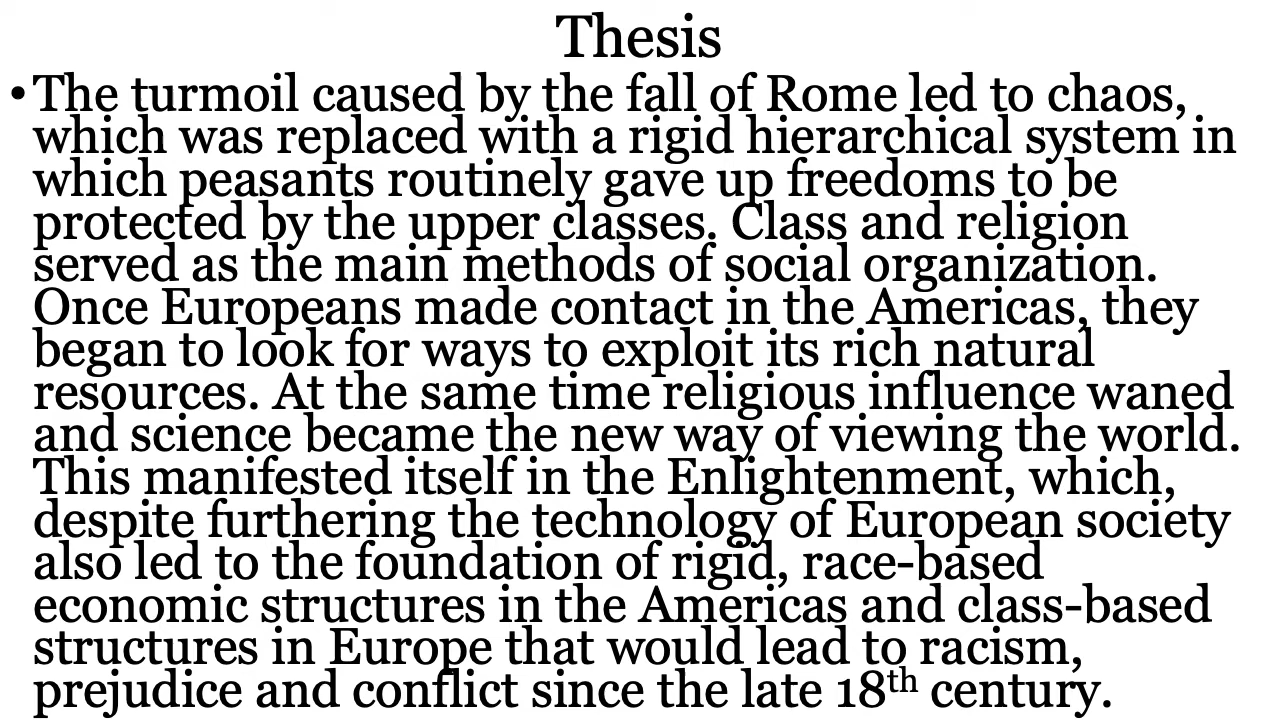 Thesis
•The turmoil caused by the fall of Rome led to chaos,
which was replaced with a rigid hierarchical system in
which peasants routinely gave up freedoms to be
protected by the upper classes. Class and religion
served as the main methods of social organization.
Once Europeans made contact in the Americas, they
began to look for ways to exploit its rich natural
resources. At the same time religious influence waned
and science became the new way of viewing the world.
This manifested itself in the Enlightenment, which,
despite furthering the technology of European society
also led to the foundation of rigid, race-based
economic structures in the Americas and class-based
structures in Europe that would lead to racism,
prejudice and conflict since the late 18th century.